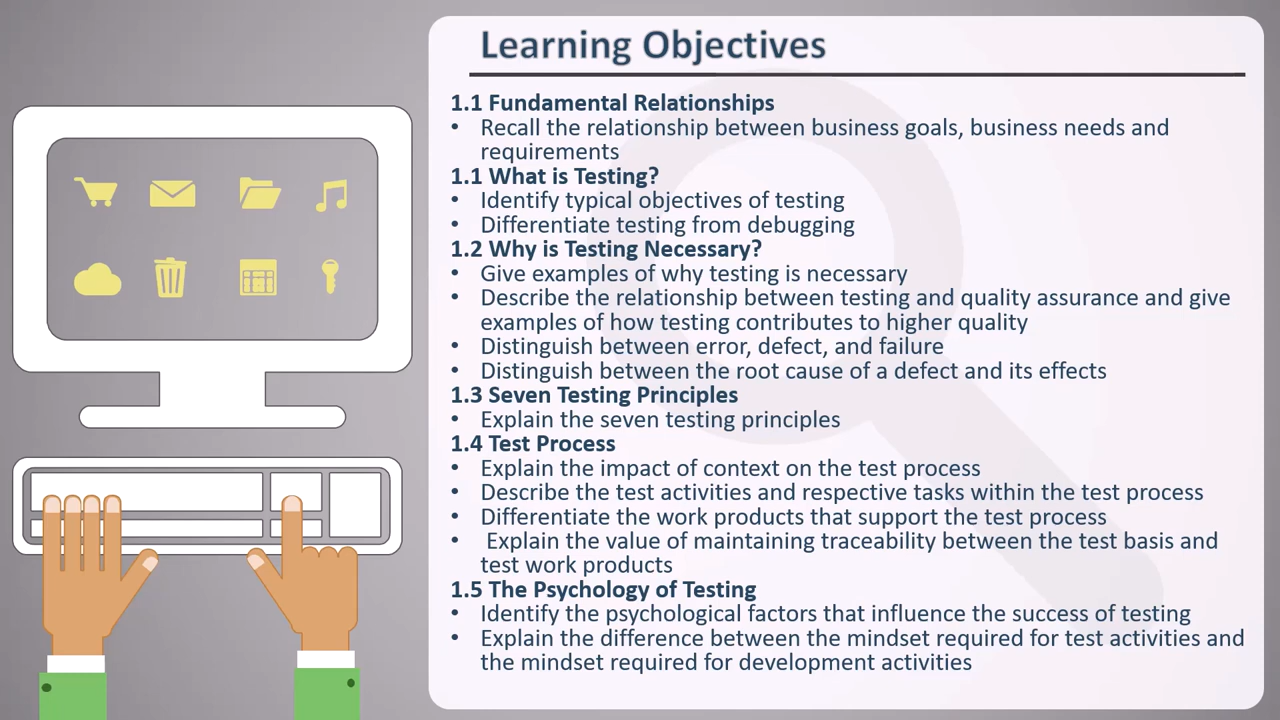 Learning Objectives
1.1 Fundamental Relationships
• Recall the relationship between business goals, business needs and
requirements
1.1 What is Testing?
• Identify typical objectives of testing
• Differentiate testing from debugging
1.2 Why is Testing Necessary?
• Give examples of why testing is necessary
• Describe the relationship between testing and quality assurance and give
examples of how testing contributes to higher quality
• Distinguish between error, defect, and failure
• Distinguish between the root cause of a defect and its effects
1.3 Seven Testing Principles
• Explain the seven testing principles
1.4 Test Process
• Explain the impact of context on the test process
• Describe the test activities and respective tasks within the test process
• Differentiate the work products that support the test process
• Explain the value of maintaining traceability between the test basis and
test work products
1.5 The Psychology of Testing
• Identify the psychological factors that influence the success of testing
• Explain the difference between the mindset required for test activities and
the mindset required for development activities